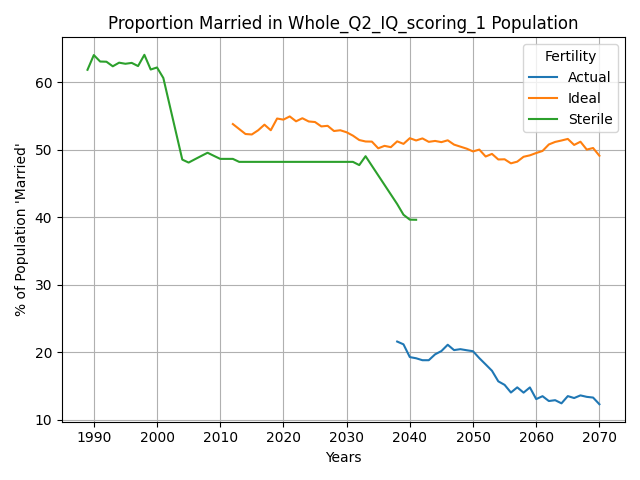 Proportion Married in Whole_Q2_IQ_scoring_1 Population
% of Population 'Married'
60
50
40
30
20
10
Fertility
Actual
Ideal
Sterile
1990 2000 2010 2020 2030 2040 2050 2060 2070
Years